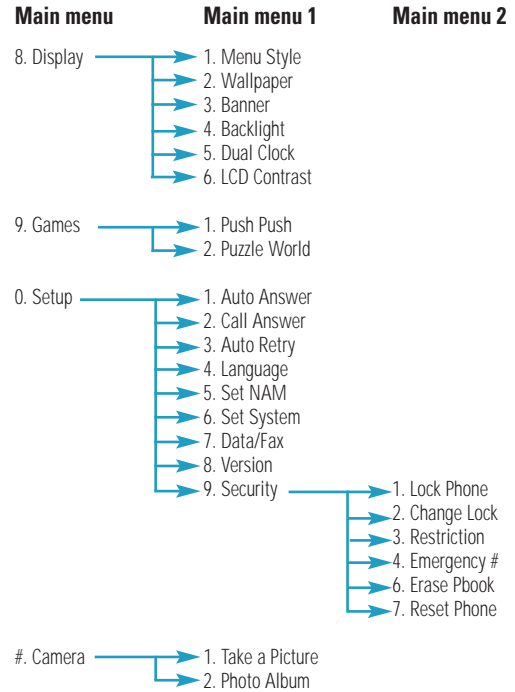 Main menu Main menu 1 Main menu 2
8. Display 1. Menu Style
2. Wallpaper
3. Banner
4. Backlight
5. Dual Clock
6. LCD Contrast
9. Games 1. Push Push
2. Puzzle World
0. Setup 1. Auto Answer
2. Call Answer
3. Auto Retry
4. Language
5. Set NAM
6. Set System
7. Data/Fax
8. Version
9. Security 1. Lock Phone
2. Change Lock
3. Restriction
4. Emergency #
6. Erase Pbook
7. Reset Phone
#. Camera 1. Take a Picture
2. Photo Album